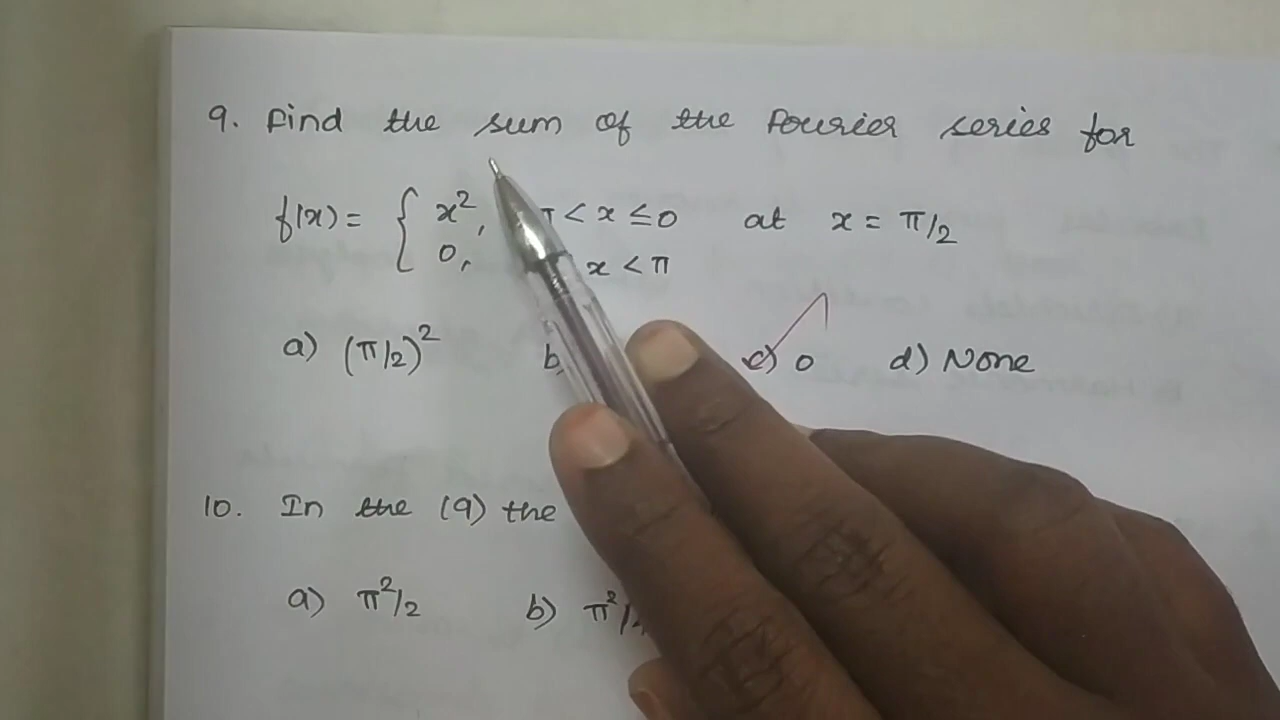 9. Find the sum of the Fourier series for
f(x) = { x², π < x ≤ 0 at x = π/2
0, x < π
a) (π/2)² b) c) 0 d) None
10. In the (9) the
a) π²/2 b) π²/